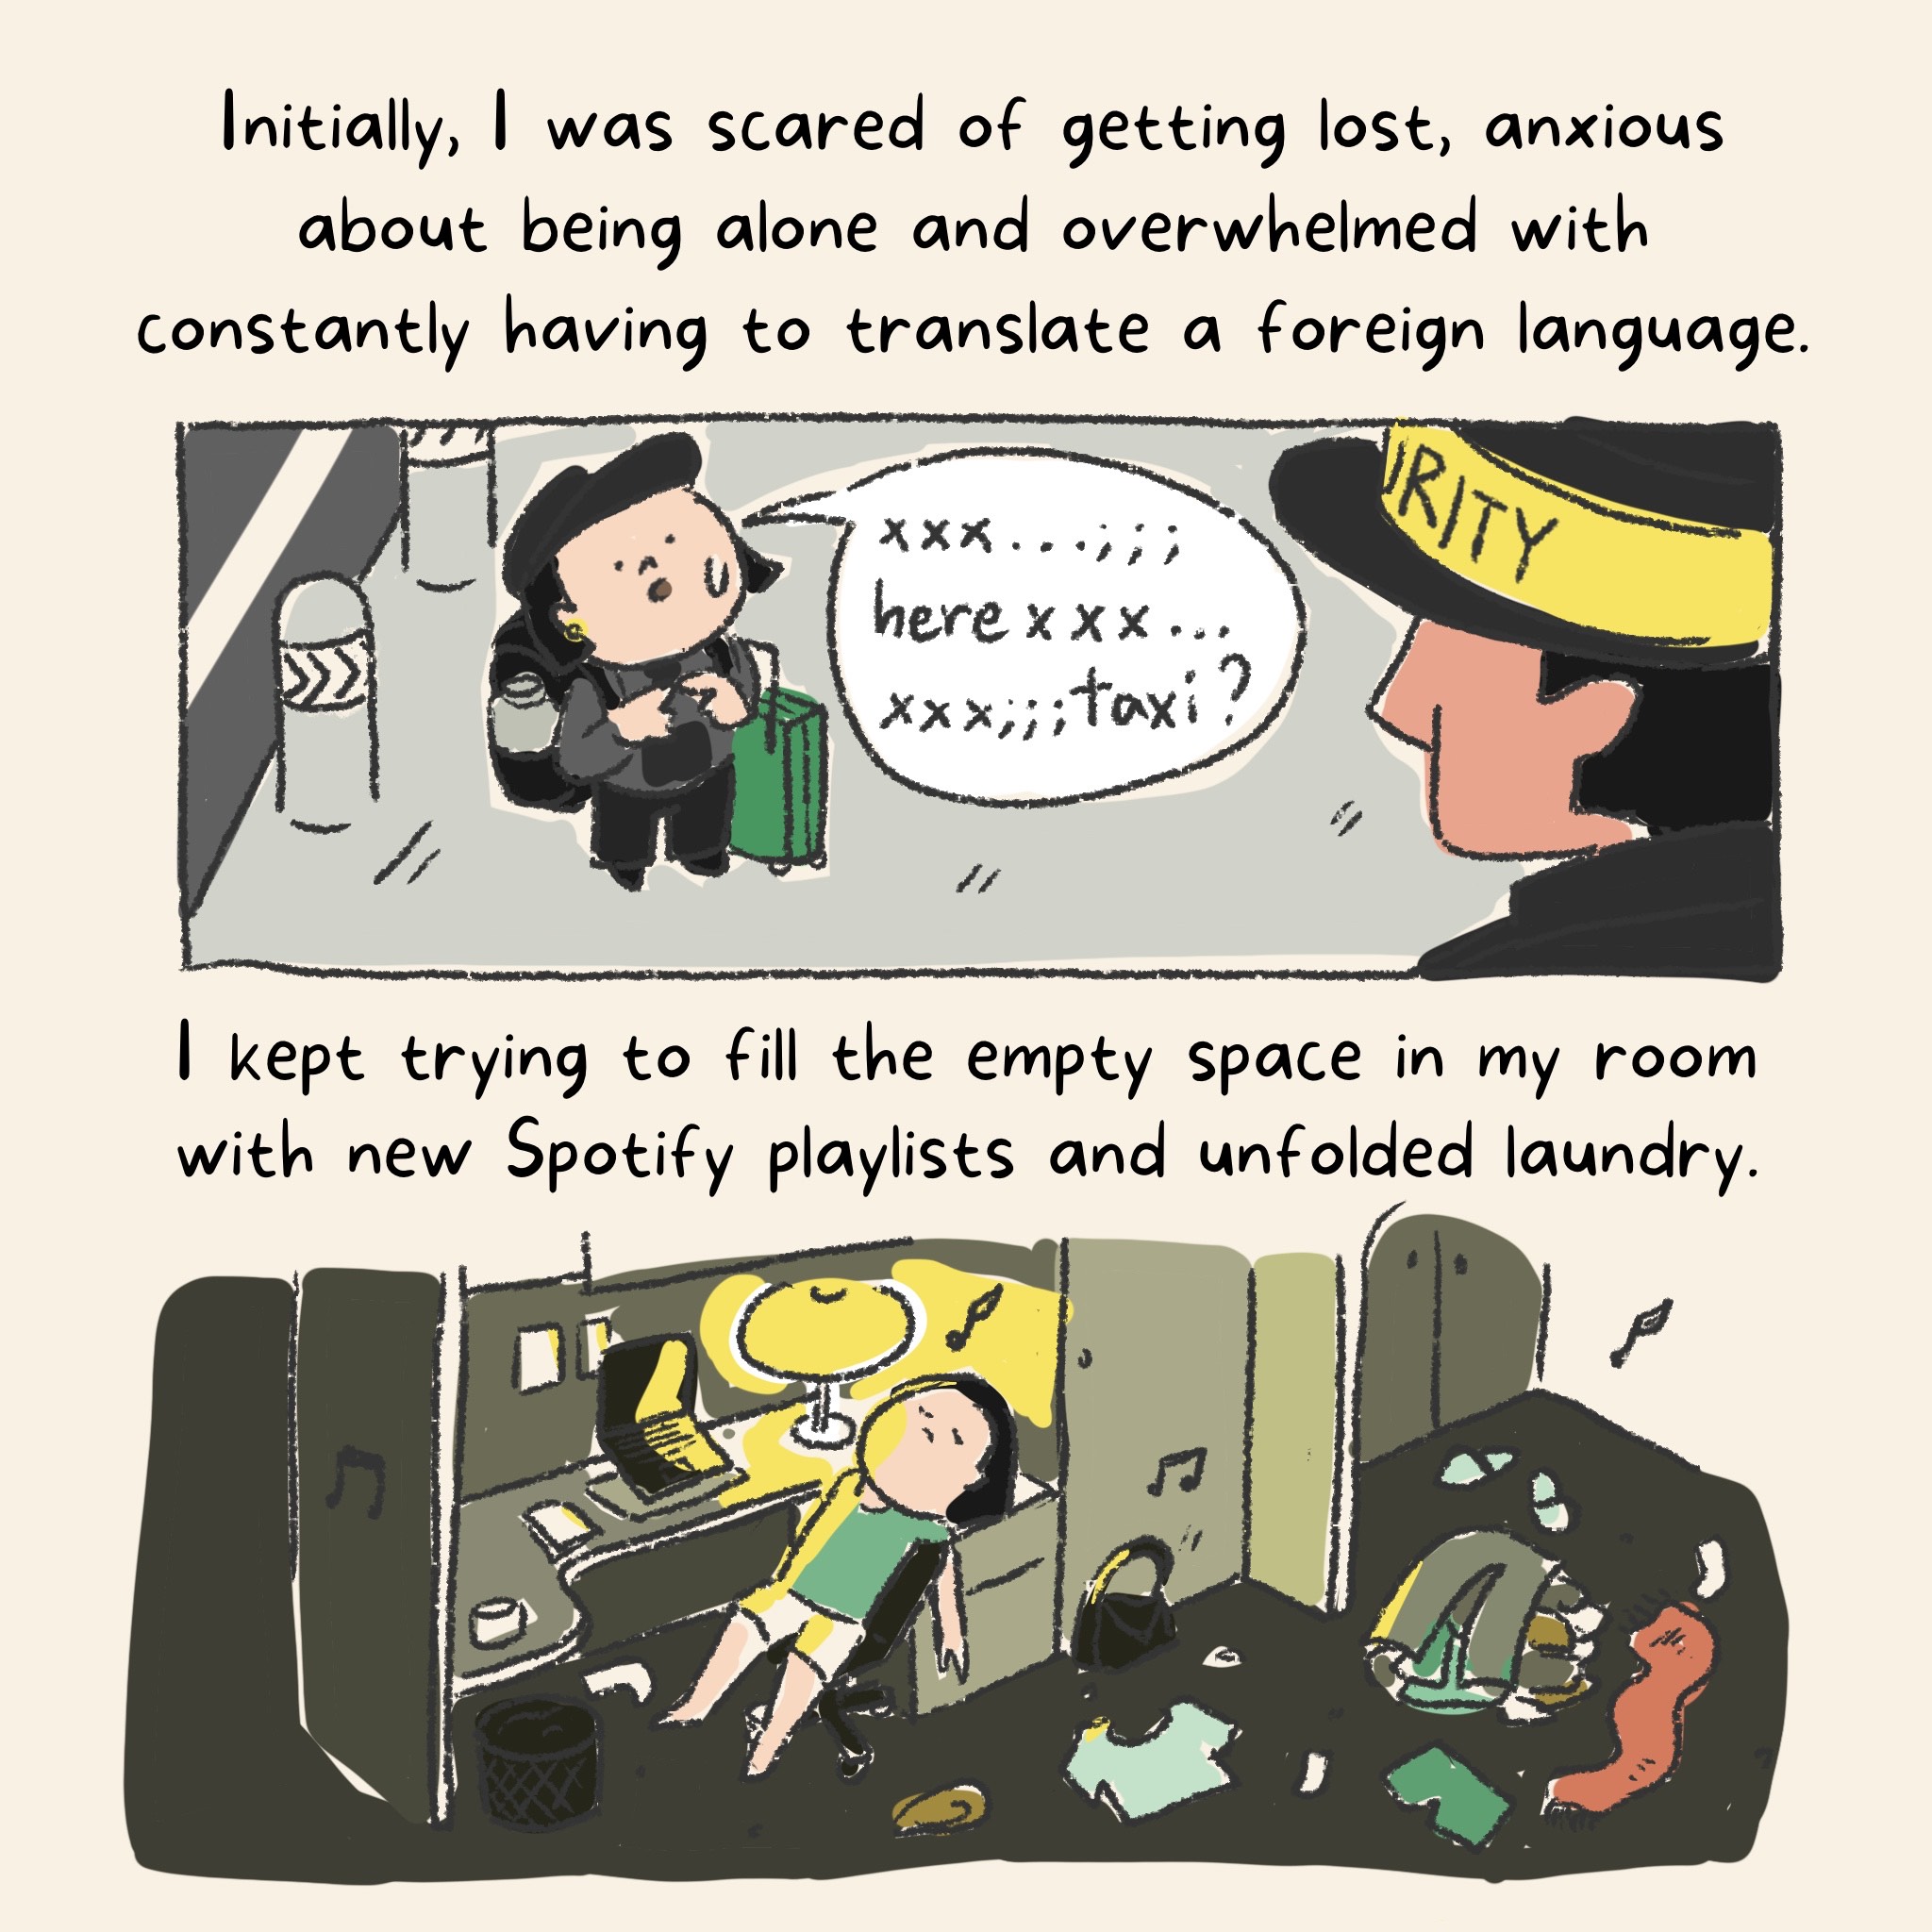 Initially, I was scared of getting lost, anxious
about being alone and overwhelmed with
constantly having to translate a foreign language.
xxx...;;;
here xxx...
xxx;;;taxi?
URITY
I kept trying to fill the empty space in my room
with new Spotify playlists and unfolded laundry.